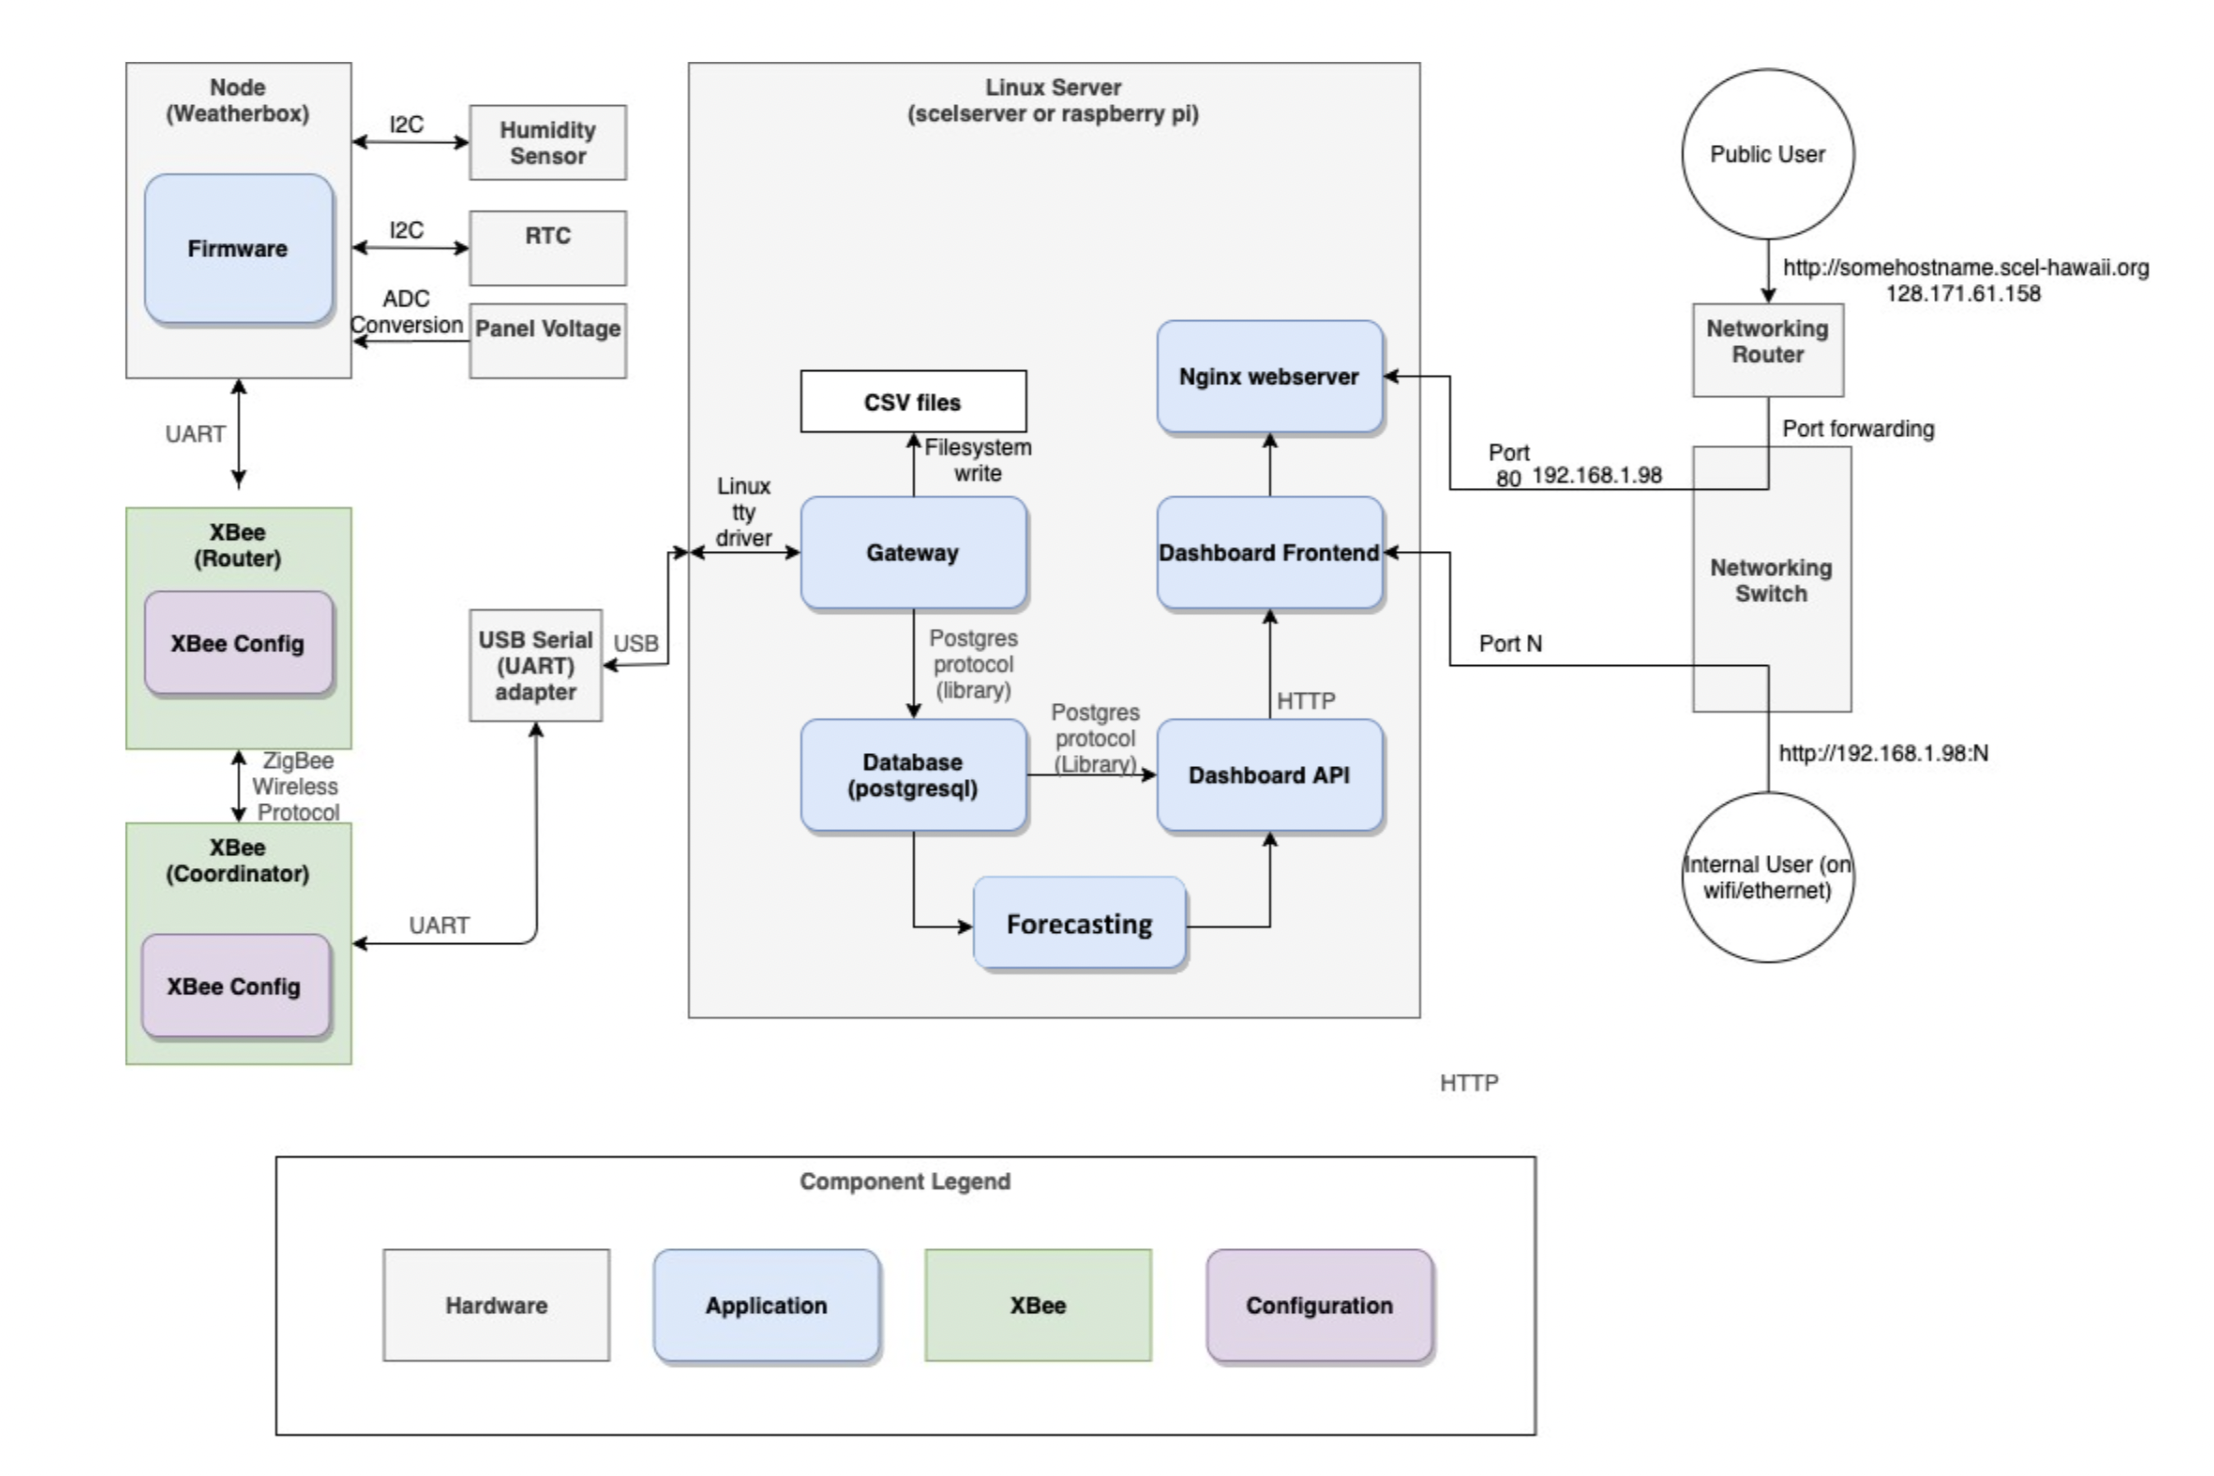 Node
(Weatherbox)
Firmware
I2C
Humidity
Sensor
I2C
RTC
ADC
Conversion
Panel Voltage
UART
XBee
(Router)
XBee Config
ZigBee
Wireless
Protocol
XBee
(Coordinator)
XBee Config
UART
USB Serial
(UART)
adapter
USB
Linux Server
(scelserver or raspberry pi)
Linux
tty
driver
CSV files
Filesystem
write
Gateway
Postgres
protocol
(library)
Database
(postgresql)
Postgres
protocol
(Library)
Forecasting
Nginx webserver
Dashboard Frontend
HTTP
Dashboard API
Public User
http://somehostname.scel-hawaii.org
128.171.61.158
Networking
Router
Port forwarding
Port
80 192.168.1.98
Networking
Switch
Port N
http://192.168.1.98:N
Internal User (on
wifi/ethernet)
HTTP
Component Legend
Hardware
Application
XBee
Configuration